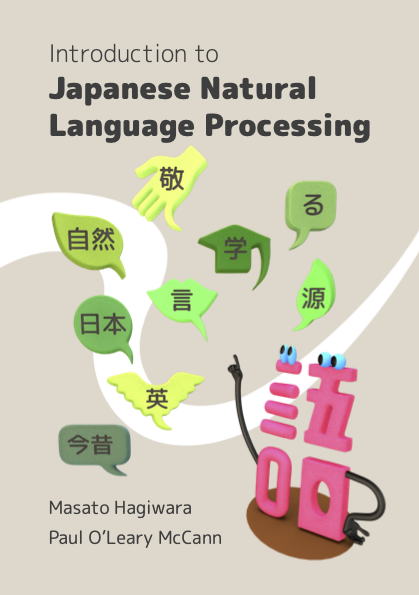 Introduction to
Japanese Natural
Language Processing
敬
る
自然
学
言
源
日本
英
今昔
語
Masato Hagiwara
Paul O’Leary McCann